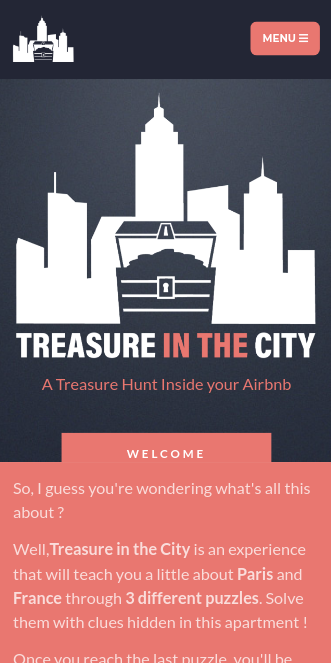 MENU
TREASURE IN THE CITY
A Treasure Hunt Inside your Airbnb
WELCOME
So, I guess you're wondering what's all this
about ?
Well,Treasure in the City is an experience
that will teach you a little about Paris and
France through 3 different puzzles. Solve
them with clues hidden in this apartment !
Once you reach the last puzzle, you'll be